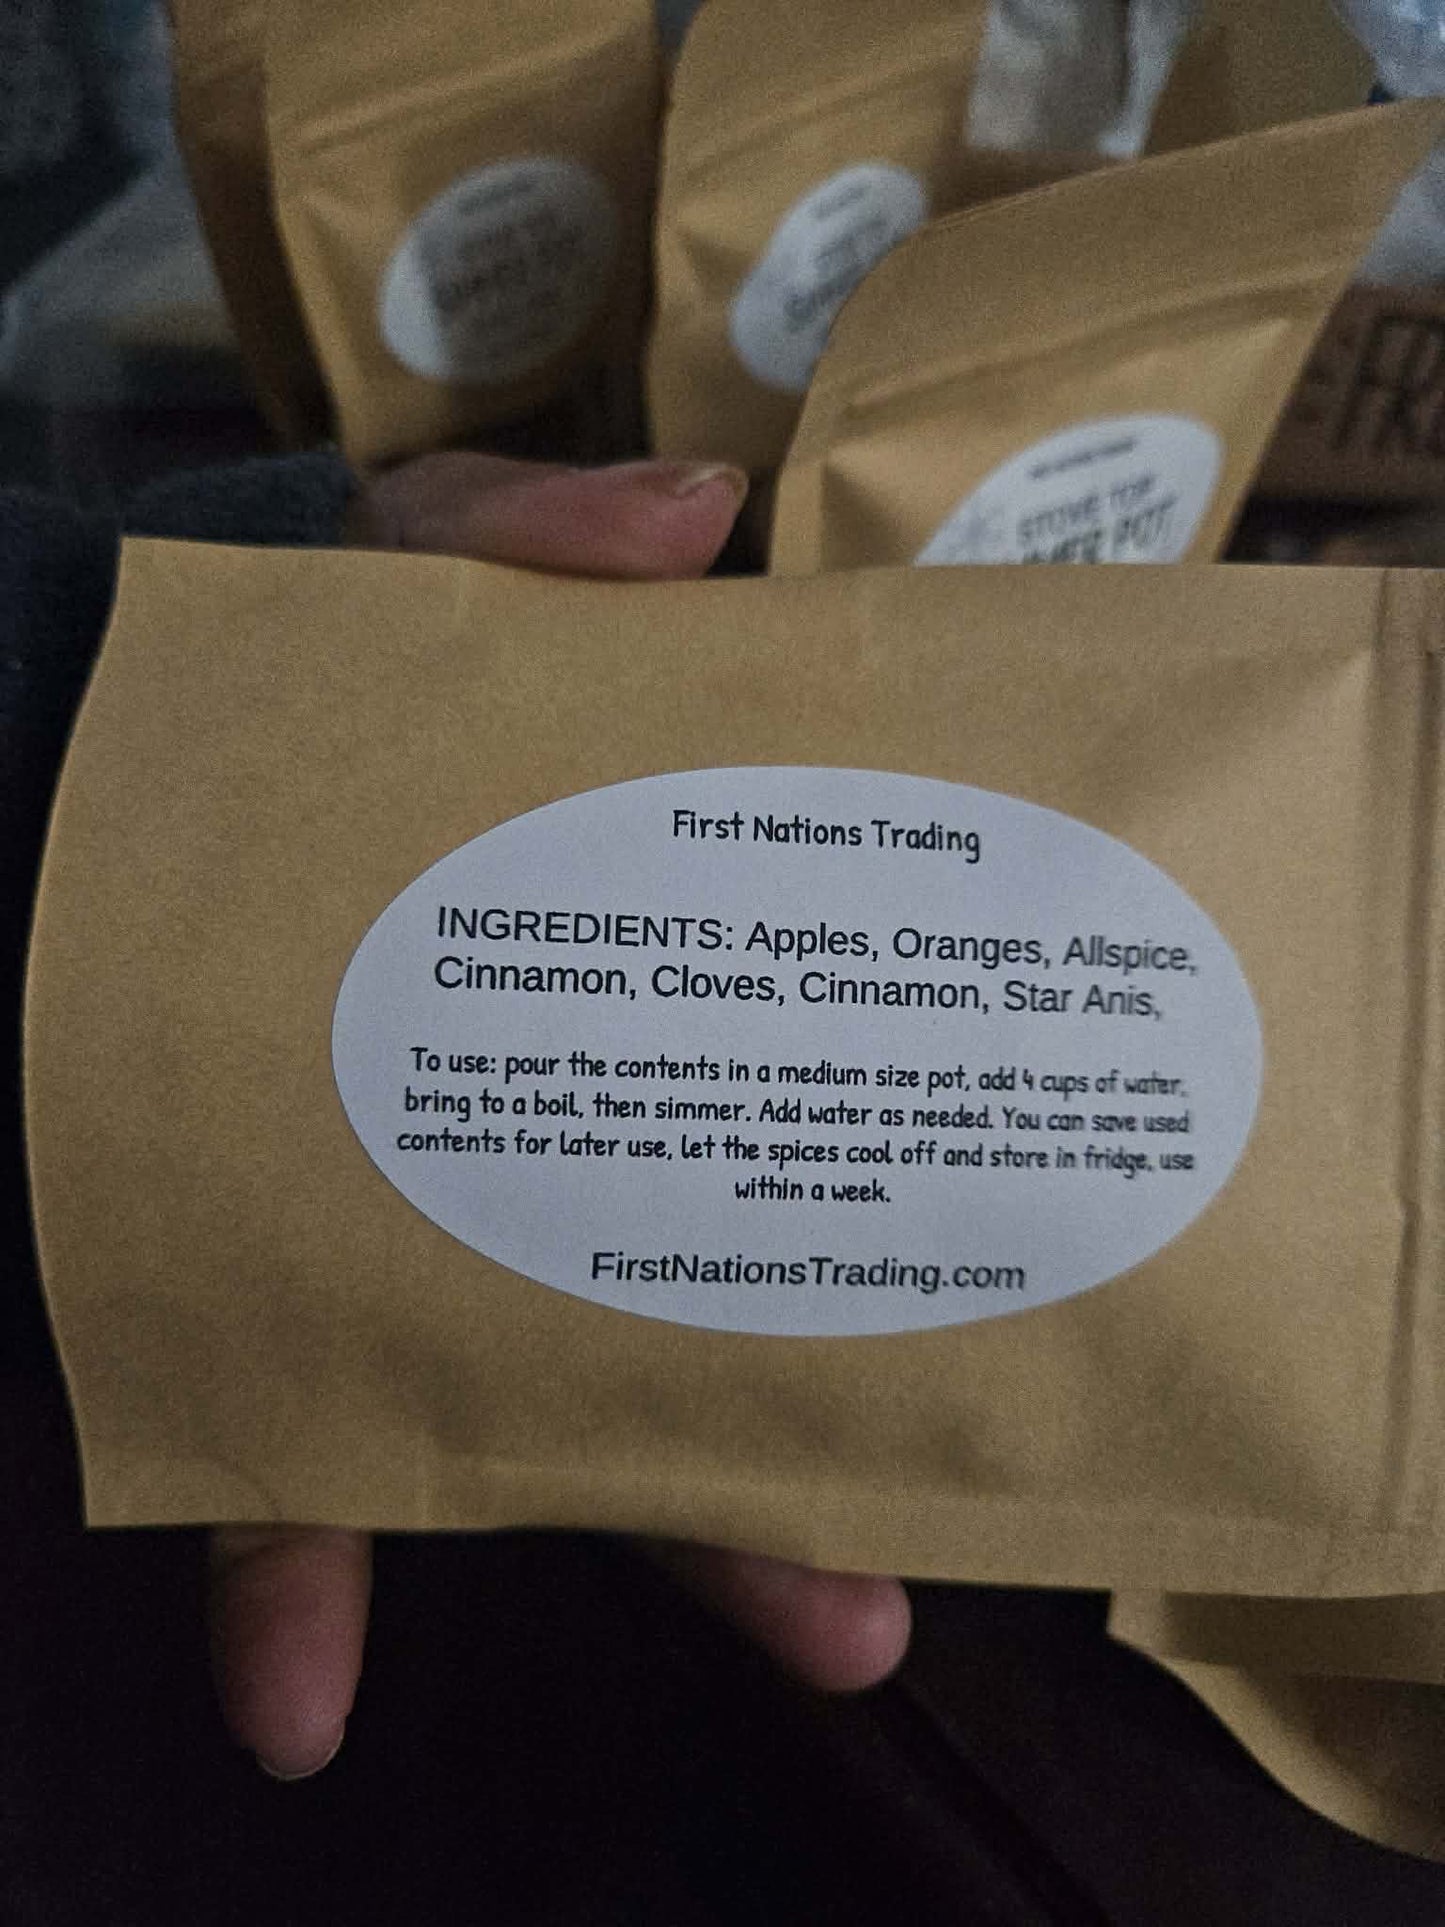 STOVE TOP
POT
First Nations Trading
INGREDIENTS: Apples, Oranges, Allspice,
Cinnamon, Cloves, Cinnamon, Star Anis,
To use: pour the contents in a medium size pot, add 4 cups of water,
bring to a boil, then simmer. Add water as needed. You can save used
contents for later use, let the spices cool off and store in fridge, use
within a week.
FirstNationsTrading.com